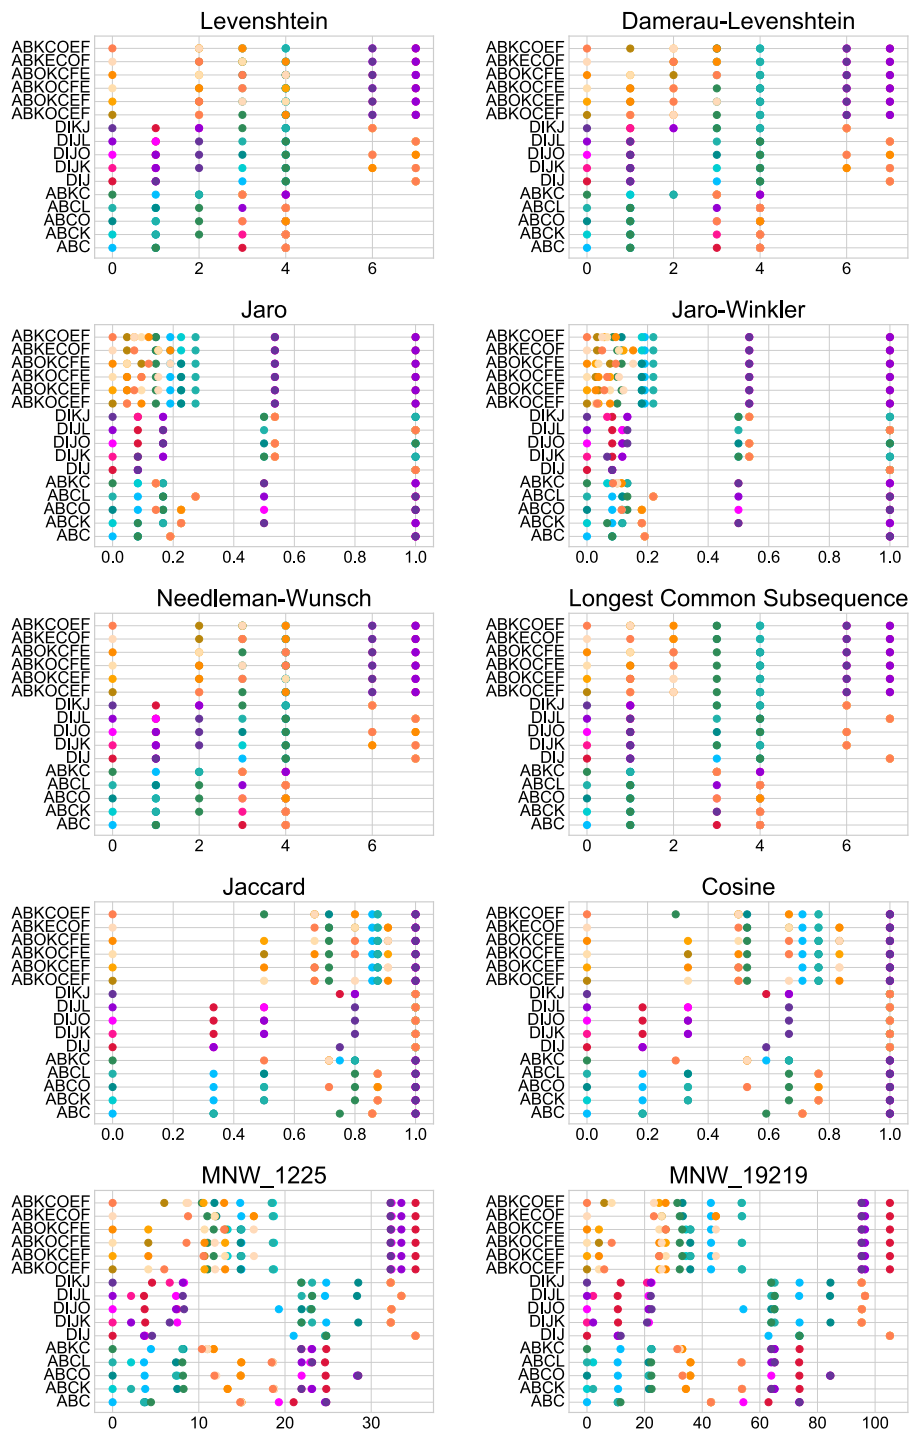 Levenshtein
ABKCOEF
ABKECOF
ABOKCFE
ABKOCFE
ABOKCEF
ABKOCEF
DIKJ
DIJL
DIJO
DIJK
DIJ
ABKC
ABCL
ABCO
ABCK
ABC
0 2 4 6
Damerau-Levenshtein
ABKCOEF
ABKECOF
ABOKCFE
ABKOCFE
ABOKCEF
ABKOCEF
DIKJ
DIJL
DIJO
DIJK
DIJ
ABKC
ABCL
ABCO
ABCK
ABC
0 2 4 6
Jaro
ABKCOEF
ABKECOF
ABOKCFE
ABKOCFE
ABOKCEF
ABKOCEF
DIKJ
DIJL
DIJO
DIJK
DIJ
ABKC
ABCL
ABCO
ABCK
ABC
0.0 0.2 0.4 0.6 0.8 1.0
Jaro-Winkler
ABKCOEF
ABKECOF
ABOKCFE
ABKOCFE
ABOKCEF
ABKOCEF
DIKJ
DIJL
DIJO
DIJK
DIJ
ABKC
ABCL
ABCO
ABCK
ABC
0.0 0.2 0.4 0.6 0.8 1.0
Needleman-Wunsch
ABKCOEF
ABKECOF
ABOKCFE
ABKOCFE
ABOKCEF
ABKOCEF
DIKJ
DIJL
DIJO
DIJK
DIJ
ABKC
ABCL
ABCO
ABCK
ABC
0 2 4 6
Longest Common Subsequence
ABKCOEF
ABKECOF
ABOKCFE
ABKOCFE
ABOKCEF
ABKOCEF
DIKJ
DIJL
DIJO
DIJK
DIJ
ABKC
ABCL
ABCO
ABCK
ABC
0 2 4 6
Jaccard
ABKCOEF
ABKECOF
ABOKCFE
ABKOCFE
ABOKCEF
ABKOCEF
DIKJ
DIJL
DIJO
DIJK
DIJ
ABKC
ABCL
ABCO
ABCK
ABC
0.0 0.2 0.4 0.6 0.8 1.0
Cosine
ABKCOEF
ABKECOF
ABOKCFE
ABKOCFE
ABOKCEF
ABKOCEF
DIKJ
DIJL
DIJO
DIJK
DIJ
ABKC
ABCL
ABCO
ABCK
ABC
0.0 0.2 0.4 0.6 0.8 1.0
MNW_1225
ABKCOEF
ABKECOF
ABOKCFE
ABKOCFE
ABOKCEF
ABKOCEF
DIKJ
DIJL
DIJO
DIJK
DIJ
ABKC
ABCL
ABCO
ABCK
ABC
0 10 20 30
MNW_19219
ABKCOEF
ABKECOF
ABOKCFE
ABKOCFE
ABOKCEF
ABKOCEF
DIKJ
DIJL
DIJO
DIJK
DIJ
ABKC
ABCL
ABCO
ABCK
ABC
0 20 40 60 80 100